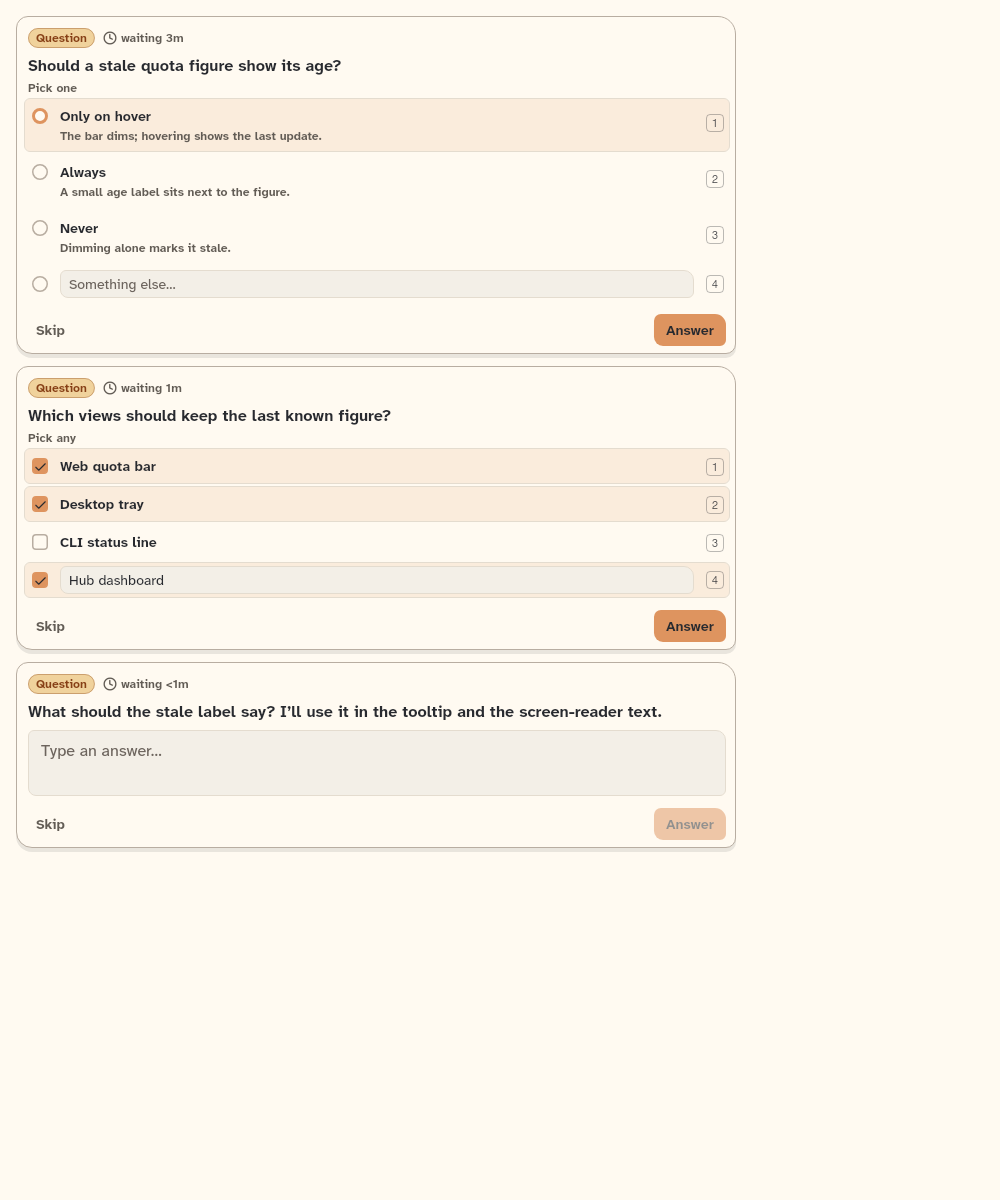 Question waiting 3m
Should a stale quota figure show its age?
Pick one
Only on hover 1
The bar dims; hovering shows the last update.
Always 2
A small age label sits next to the figure.
Never 3
Dimming alone marks it stale.
Something else... 4
Skip Answer
Question waiting 1m
Which views should keep the last known figure?
Pick any
Web quota bar 1
Desktop tray 2
CLI status line 3
Hub dashboard 4
Skip Answer
Question waiting <1m
What should the stale label say? I’ll use it in the tooltip and the screen-reader text.
Type an answer...
Skip Answer